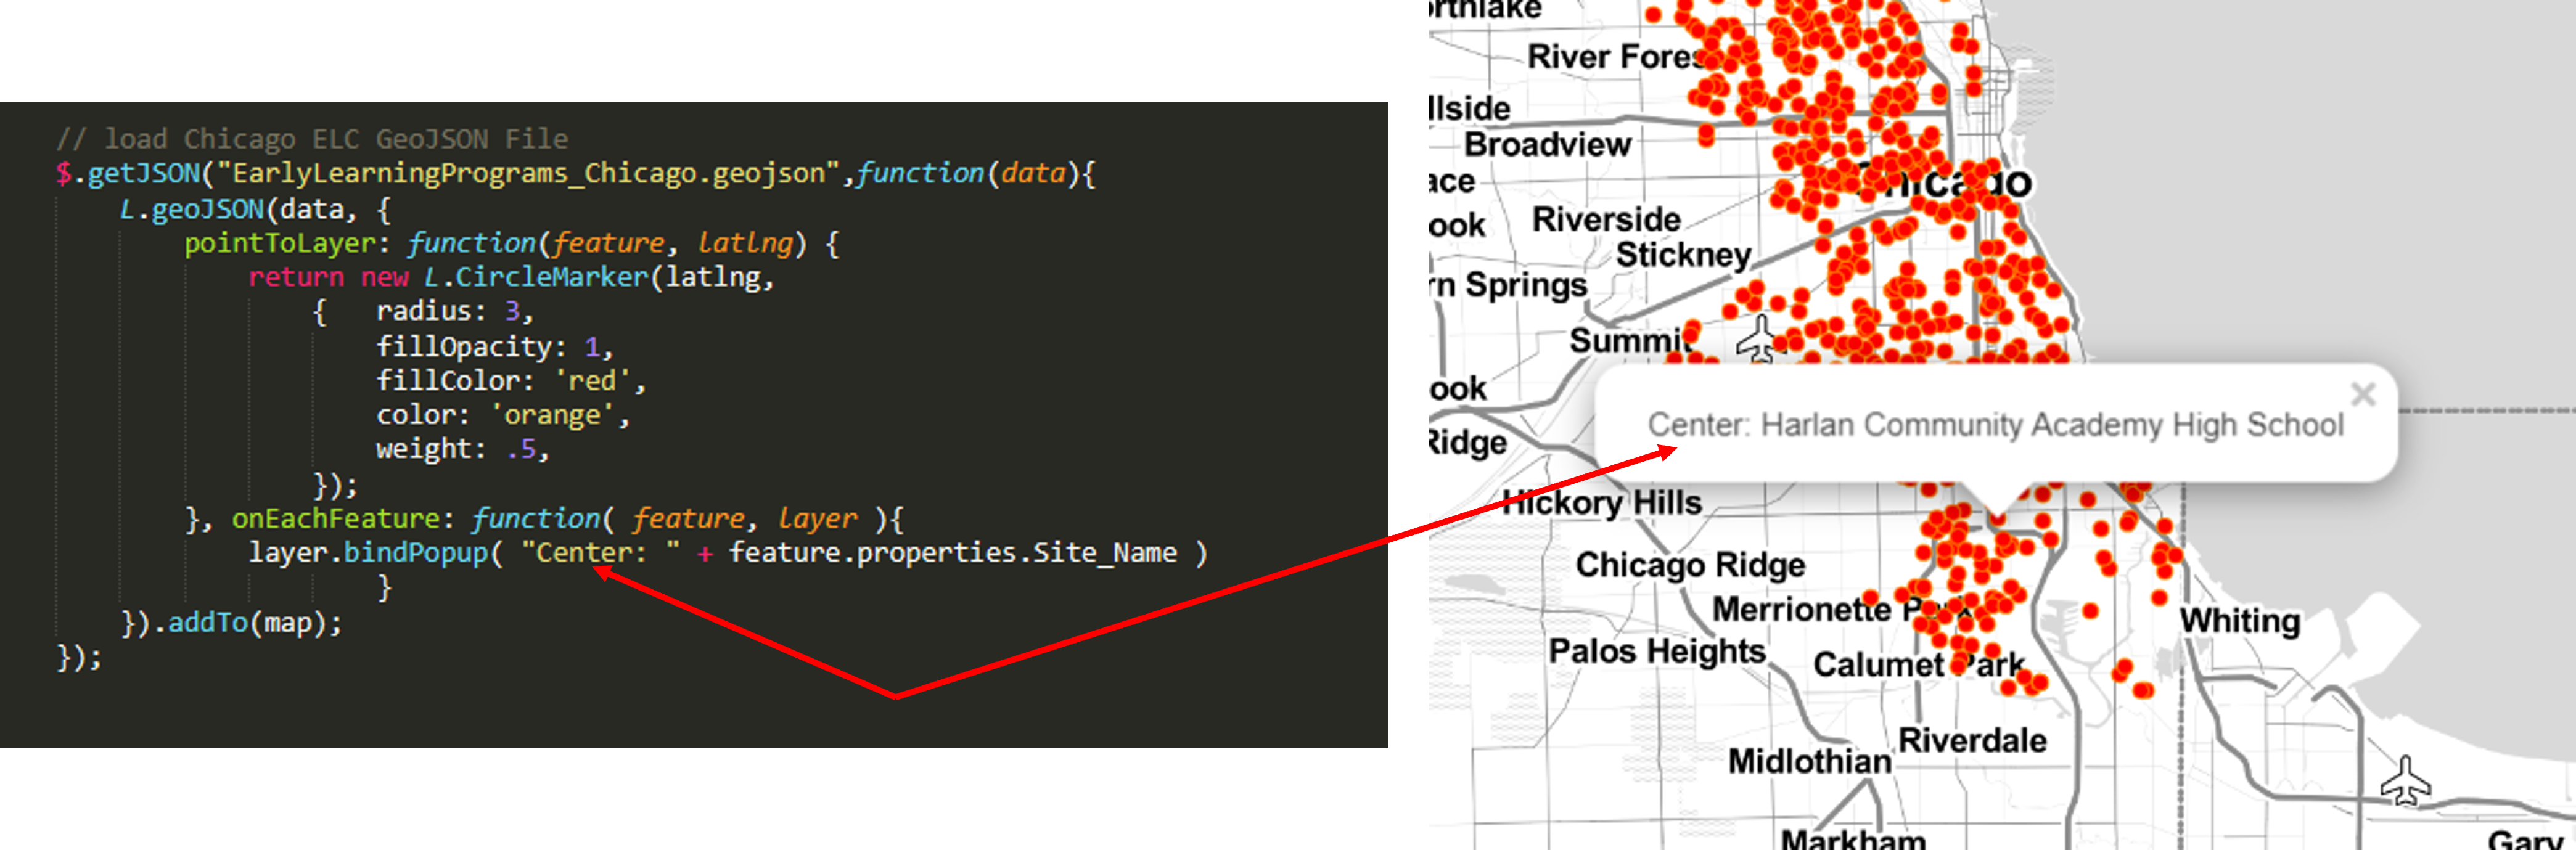 // load Chicago ELC GeoJSON File
$.getJSON("EarlyLearningPrograms_Chicago.geojson",function(data){
L.geoJSON(data, {
pointToLayer: function(feature, latlng) {
return new L.CircleMarker(latlng,
{ radius: 3,
fillOpacity: 1,
fillColor: 'red',
color: 'orange',
weight: .5,
});
}, onEachFeature: function( feature, layer ){
layer.bindPopup( "Center: " + feature.properties.Site_Name )
}
}).addTo(map);
});
rthlake
River Fores
llside
Broadview
ace
Chicago
Riverside
ook
Stickney
rn Springs
Summit
ook
Center: Harlan Community Academy High School
×
Ridge
Hickory Hills
Chicago Ridge
Merrionette Park
Whiting
Palos Heights
Calumet Park
Riverdale
Midlothian
Markham
Gary